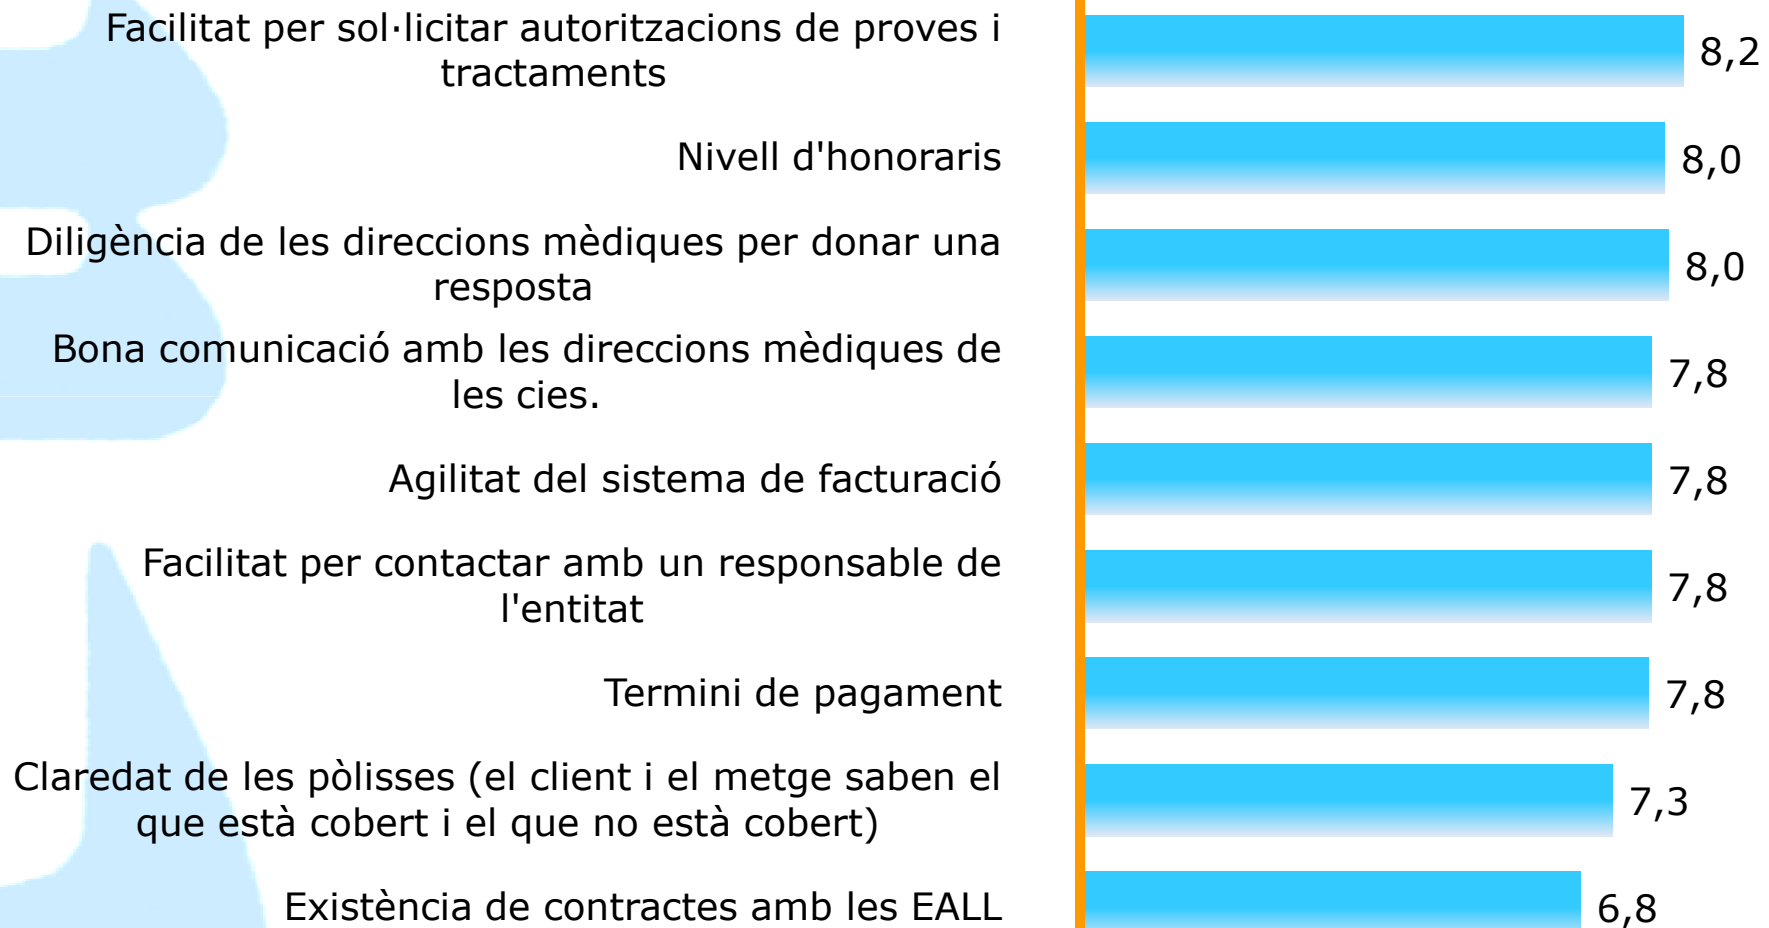 Facilitat per sol·licitar autoritzacions de proves i
tractaments
8,2
Nivell d'honoraris
8,0
Diligència de les direccions mèdiques per donar una
resposta
8,0
Bona comunicació amb les direccions mèdiques de
les cies.
7,8
Agilitat del sistema de facturació
7,8
Facilitat per contactar amb un responsable de
l'entitat
7,8
Termini de pagament
7,8
Claredat de les pòlisses (el client i el metge saben el
que està cobert i el que no està cobert)
7,3
Existència de contractes amb les EALL
6,8